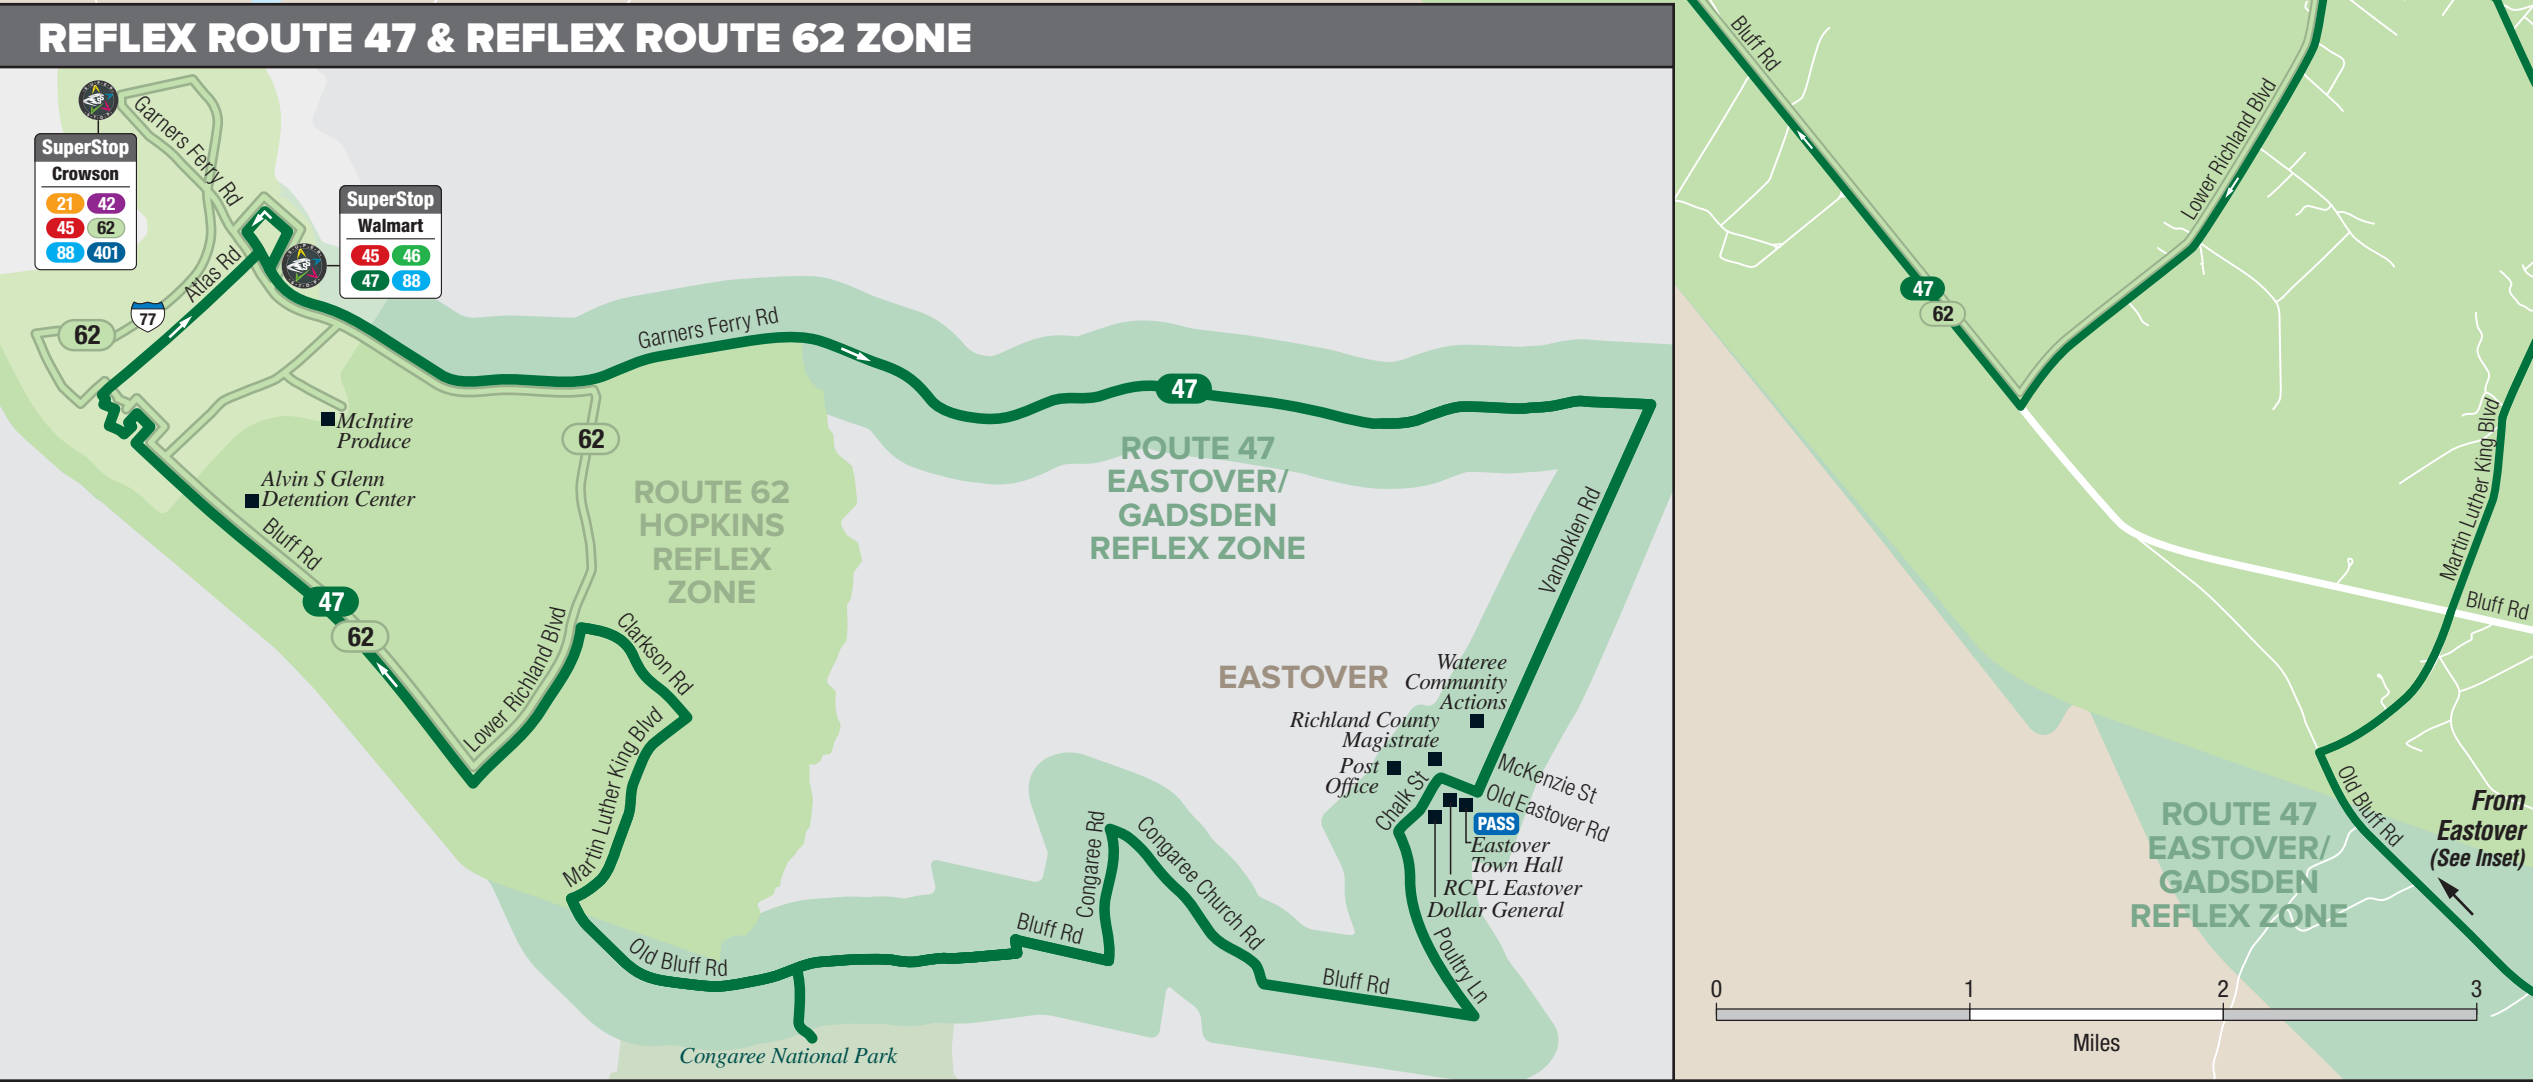 REFLEX ROUTE 47 & REFLEX ROUTE 62 ZONE
Garners Ferry Rd
SuperStop
Crowson
21 42
45 62
88 401
SuperStop
Walmart
45 46
47 88
Atlas Rd
77
62
Garners Ferry Rd
47
62
McIntire
Produce
Alvin S Glenn
Detention Center
Bluff Rd
47
62
ROUTE 62
HOPKINS
REFLEX
ZONE
ROUTE 47
EASTOVER/
GADSDEN
REFLEX ZONE
Vanboklen Rd
Lower Richland Blvd
Clarkson Rd
Martin Luther King Blvd
EASTOVER
Wateree
Community
Actions
Richland County
Magistrate
Post
Office
Chalk St
McKenzie St
Old Eastover Rd
PASS
Eastover
Town Hall
RCPL Eastover
Dollar General
Poultry Ln
Bluff Rd
Congaree Church Rd
Congaree Rd
Bluff Rd
Old Bluff Rd
Congaree National Park
Bluff Rd
Lower Richland Blvd
47
62
Martin Luther King Blvd
Bluff Rd
Old Bluff Rd
From
Eastover
(See Inset)
ROUTE 47
EASTOVER/
GADSDEN
REFLEX ZONE
0 1 2 3
Miles